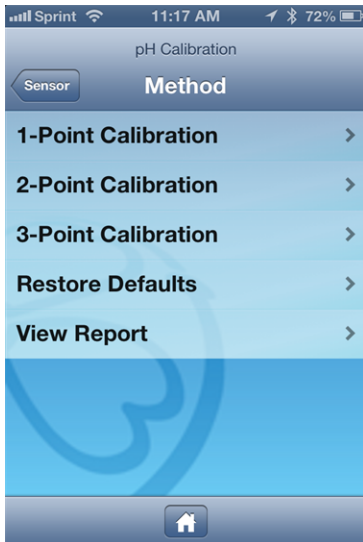 Sprint 11:17 AM 72%
pH Calibration
Sensor Method
1-Point Calibration
2-Point Calibration
3-Point Calibration
Restore Defaults
View Report